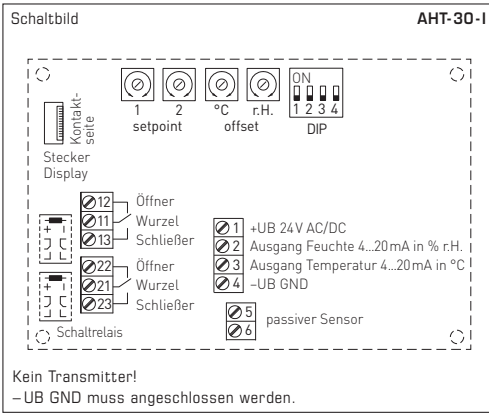 Schaltbild
AHT-30-I
ON
1 2 3 4
DIP
1 2
setpoint
°C r.H.
offset
Kontakt-
seite
Stecker
Display
12 Öffner
11 Wurzel
13 Schließer
22 Öffner
21 Wurzel
23 Schließer
+ –
+ –
Schaltrelais
1 +UB 24V AC/DC
2 Ausgang Feuchte 4...20mA in % r.H.
3 Ausgang Temperatur 4...20mA in °C
4 –UB GND
5
6
passiver Sensor
Kein Transmitter!
–UB GND muss angeschlossen werden.